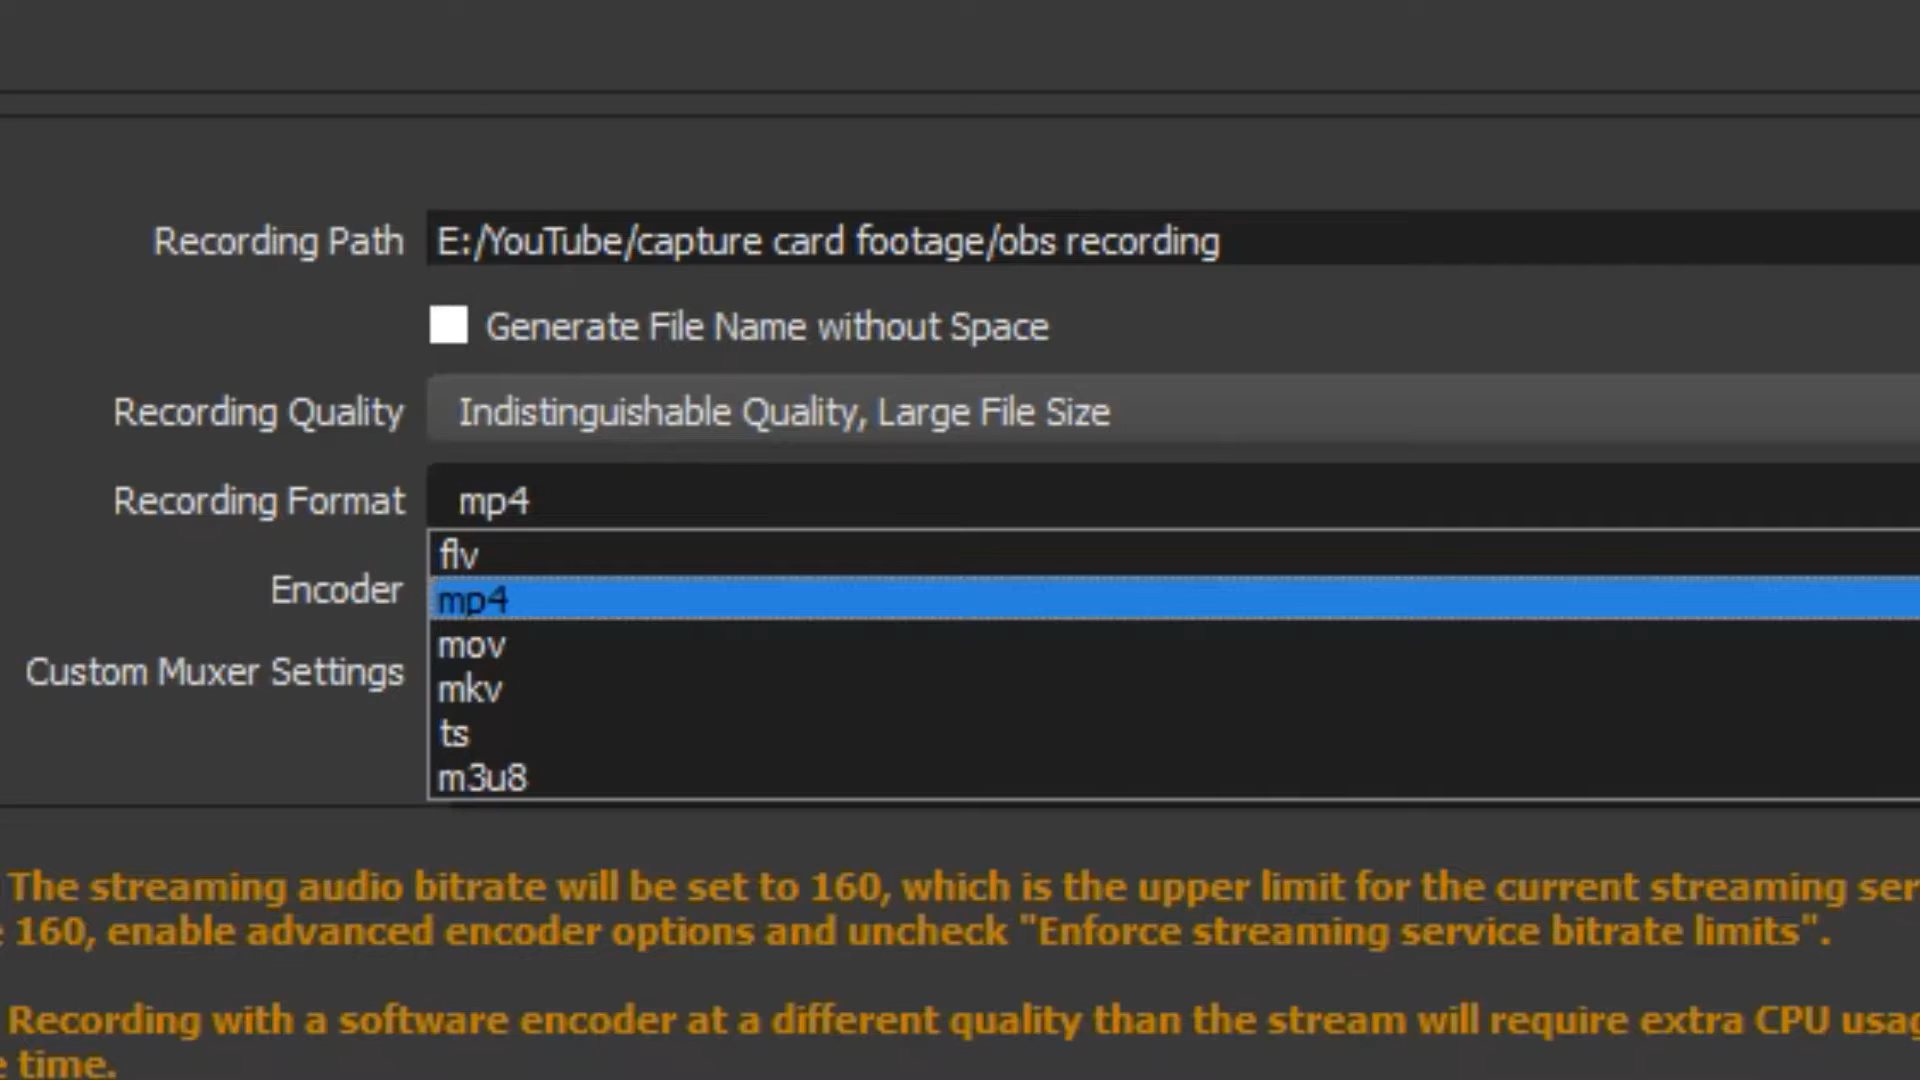 Recording Path E:/YouTube/capture card footage/obs recording
Generate File Name without Space
Recording Quality Indistinguishable Quality, Large File Size
Recording Format mp4
flv
Encoder
mp4
mov
Custom Muxer Settings
mkv
ts
m3u8
The streaming audio bitrate will be set to 160, which is the upper limit for the current streaming ser
160, enable advanced encoder options and uncheck "Enforce streaming service bitrate limits".
Recording with a software encoder at a different quality than the stream will require extra CPU usag
time.